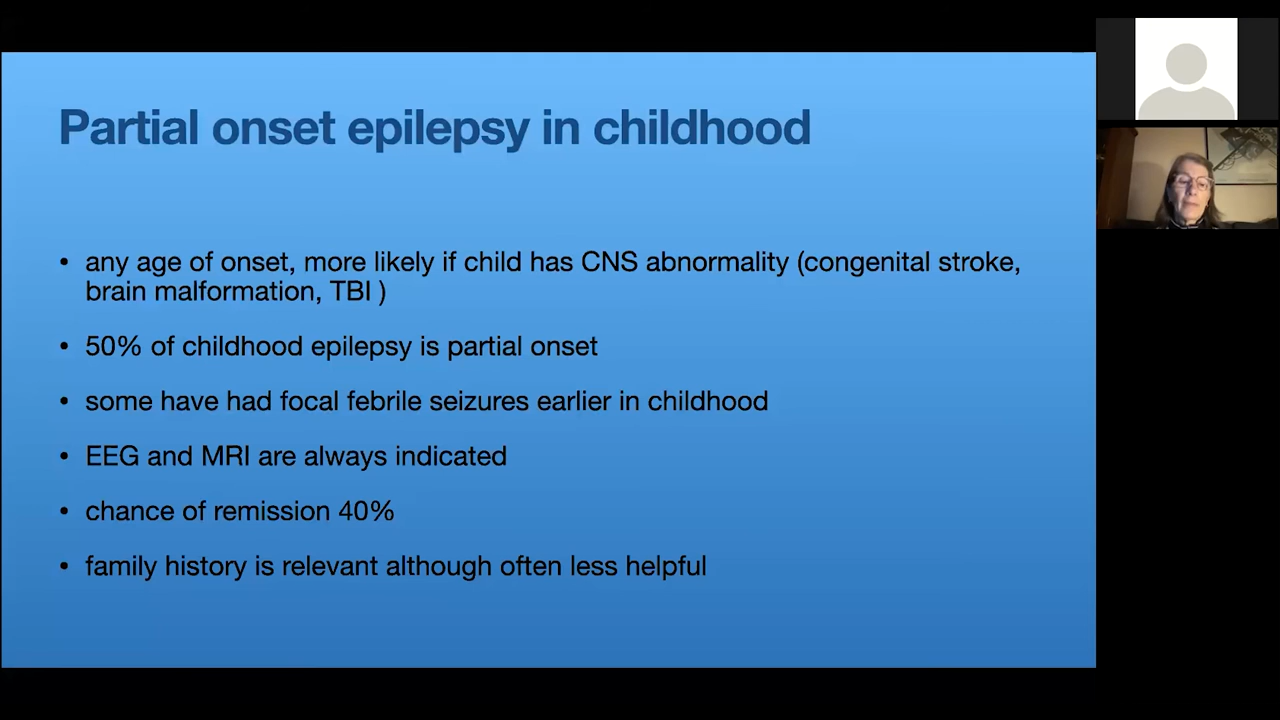 Partial onset epilepsy in childhood
• any age of onset, more likely if child has CNS abnormality (congenital stroke,
brain malformation, TBI )
• 50% of childhood epilepsy is partial onset
• some have had focal febrile seizures earlier in childhood
• EEG and MRI are always indicated
• chance of remission 40%
• family history is relevant although often less helpful